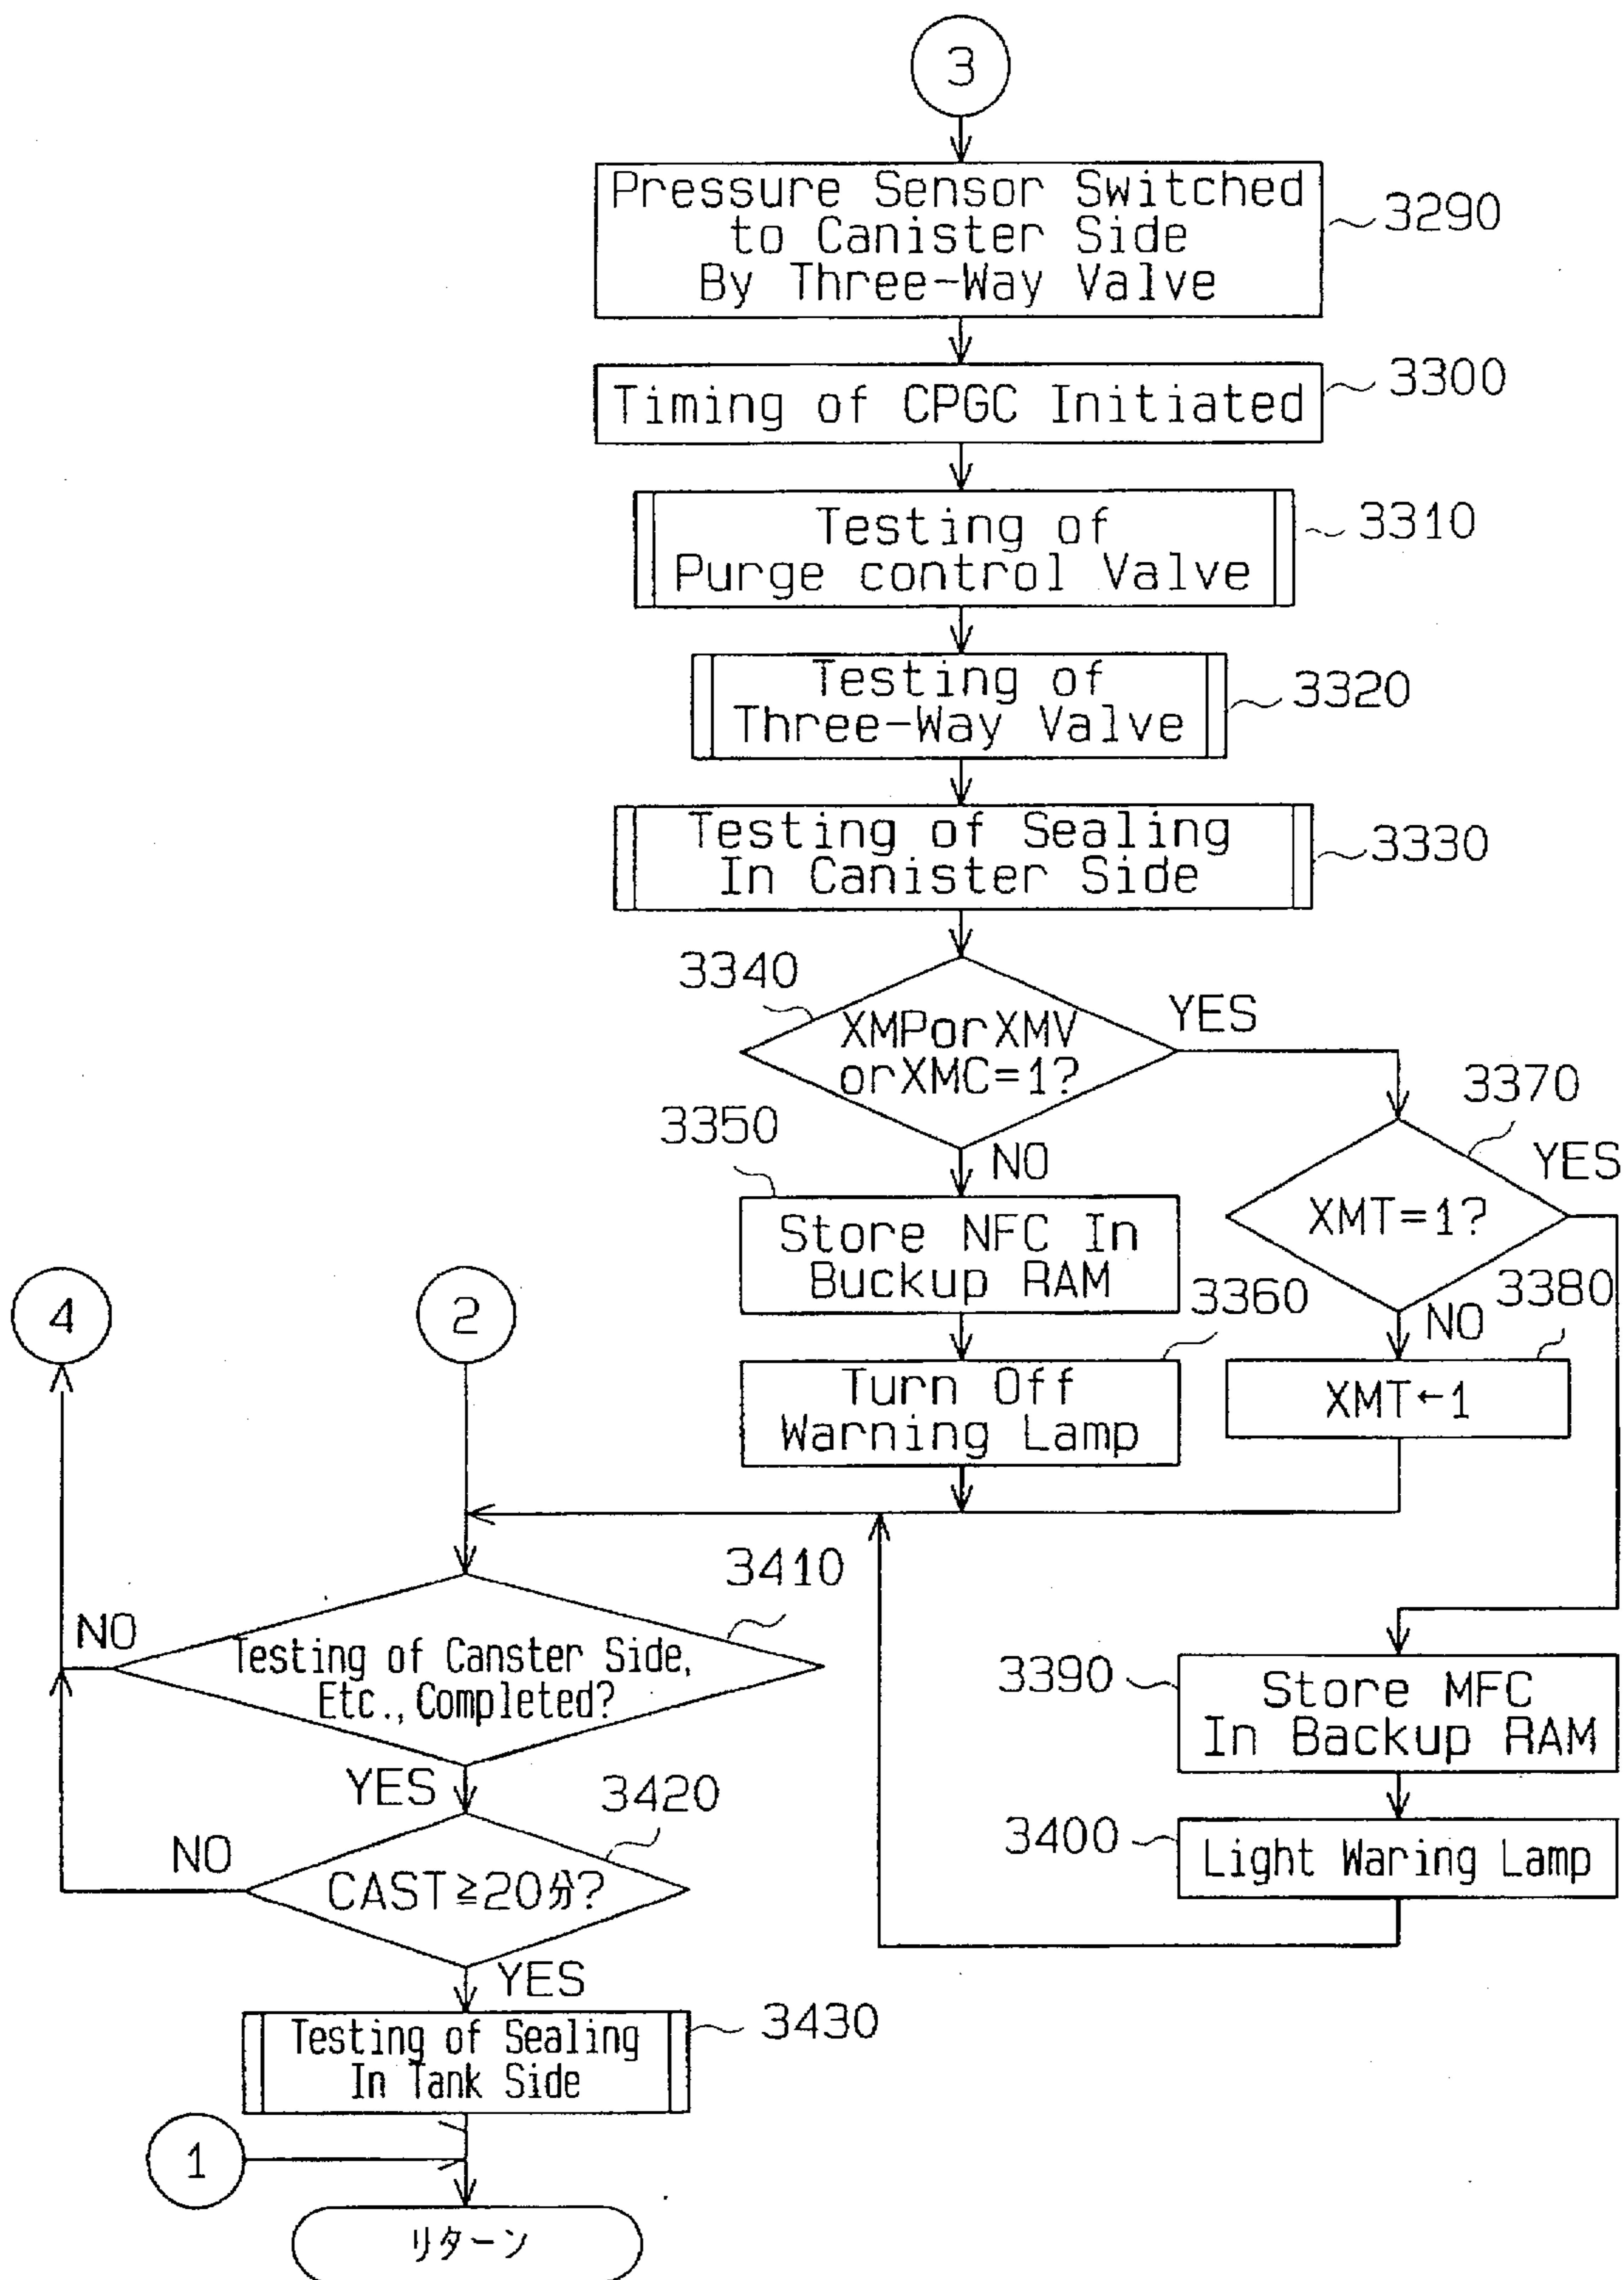 3
Pressure Sensor Switched
to Canister Side
By Three-Way Valve
3290
Timing of CPGC Initiated
3300
Testing of
Purge control Valve
3310
Testing of
Three-Way Valve
3320
Testing of Sealing
In Canister Side
3330
3340
XMPorXMV
orXMC=1?
YES
NO
3370
XMT=1?
YES
NO
3350
Store NFC In
Buckup RAM
3360
Turn Off
Warning Lamp
3380
XMT←1
4
2
3410
Testing of Canster Side,
Etc., Completed?
NO
YES
3390
Store MFC
In Backup RAM
3400
Light Waring Lamp
3420
CAST≧20分?
NO
YES
Testing of Sealing
In Tank Side
3430
1
リターン